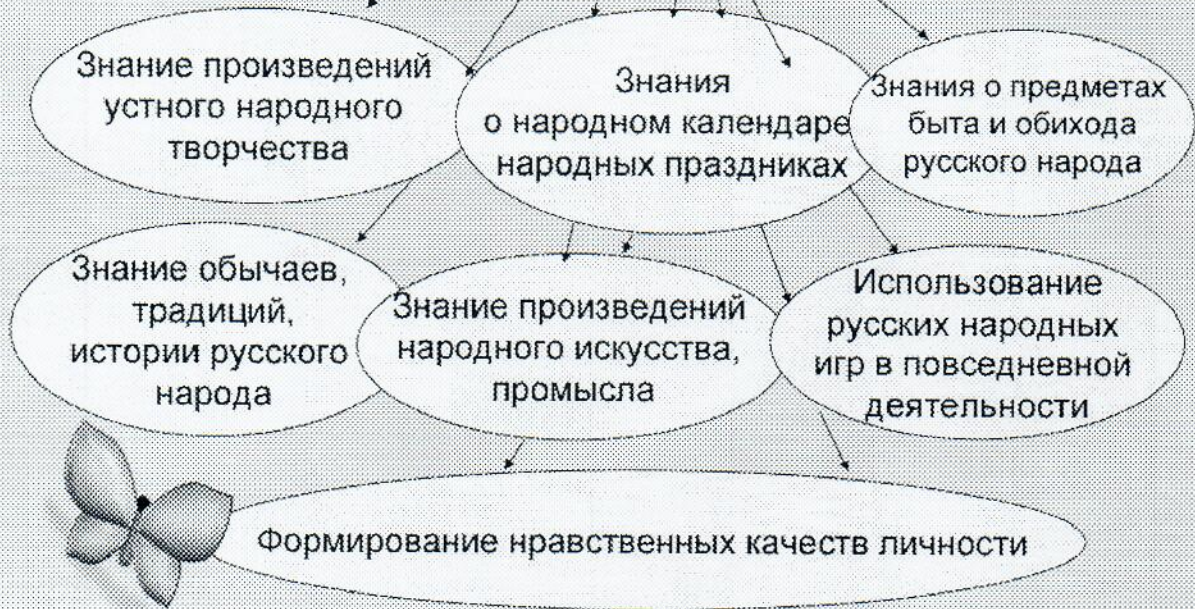 Знание произведений
устного народного
творчества
Знания
о народном календаре
народных праздниках
Знания о предметах
быта и обихода
русского народа
Знание обычаев,
традиций,
истории русского
народа
Знание произведений
народного искусства,
промысла
Использование
русских народных
игр в повседневной
деятельности
Формирование нравственных качеств личности